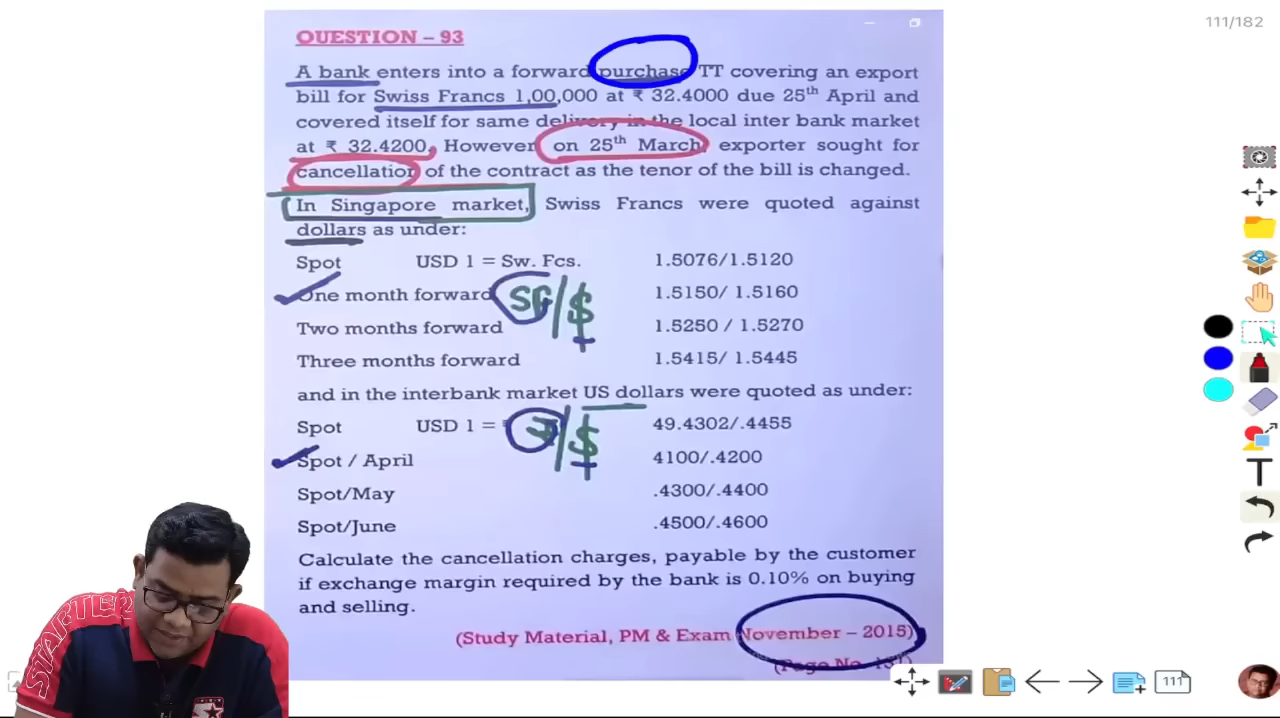 111/182
QUESTION – 93
A bank enters into a forward purchase TT covering an export
bill for Swiss Francs 1,00,000 at ₹ 32.4000 due 25th April and
covered itself for same delivery in the local inter bank market
at ₹ 32.4200. However on 25th March, exporter sought for
cancellation of the contract as the tenor of the bill is changed.
In Singapore market, Swiss Francs were quoted against
dollars as under:
Spot USD 1 = Sw. Fcs. 1.5076/1.5120
One month forward SF/$ 1.5150/ 1.5160
Two months forward 1.5250 / 1.5270
Three months forward 1.5415/ 1.5445
and in the interbank market US dollars were quoted as under:
Spot USD 1 = ₹/$ 49.4302/.4455
Spot / April 4100/.4200
Spot/May .4300/.4400
Spot/June .4500/.4600
Calculate the cancellation charges, payable by the customer
if exchange margin required by the bank is 0.10% on buying
and selling.
(Study Material, PM & Exam November – 2015)
(Page No.
STARTER
T
111